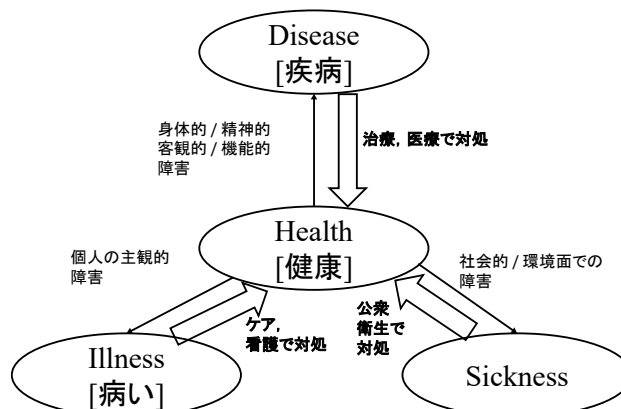 Disease
[疾病]
身体的 / 精神的
客観的 / 機能的
障害
治療, 医療で対処
Health
[健康]
個人の主観的
障害
社会的 / 環境面での
障害
ケア,
看護で対処
公衆
衛生で
対処
Illness
[病い]
Sickness